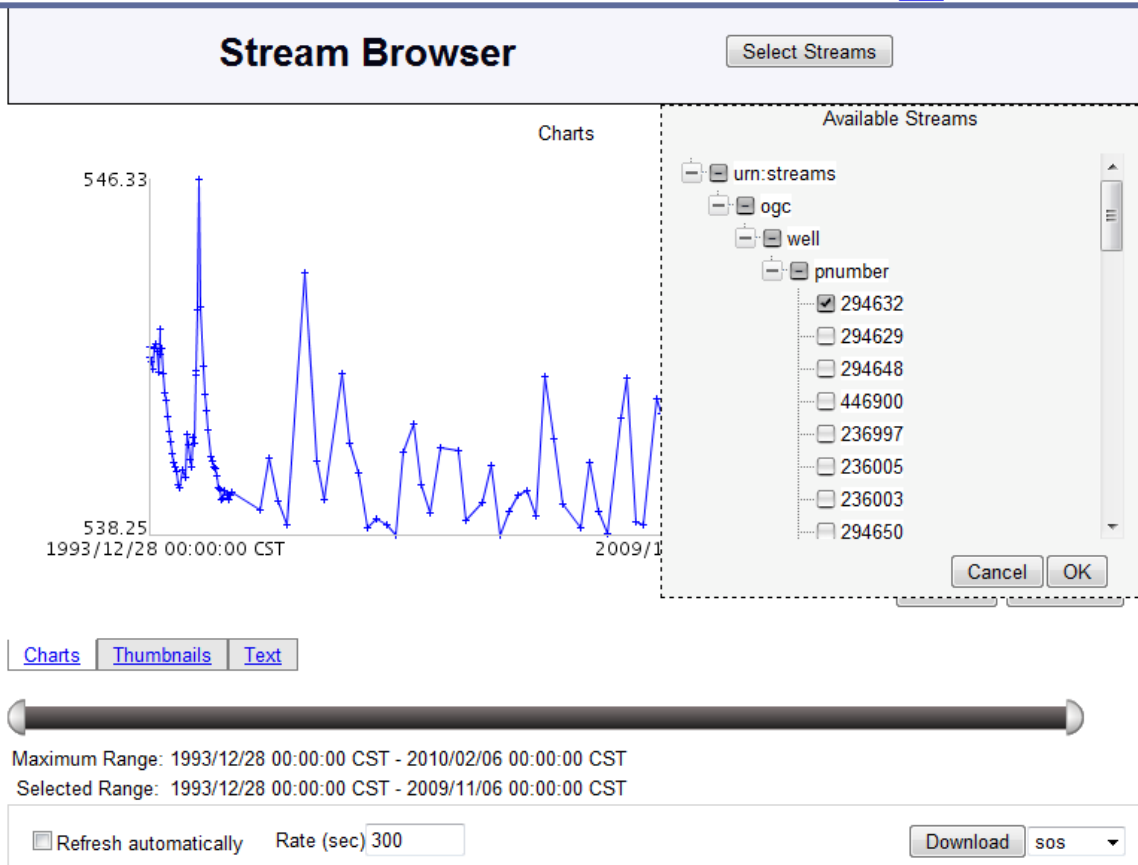 Stream Browser
Select Streams
Available Streams
Charts
546.33
urn:streams
ogc
well
pnumber
294632
294629
294648
446900
236997
236005
236003
294650
538.25
1993/12/28 00:00:00 CST
2009/1
Cancel OK
Charts Thumbnails Text
Maximum Range: 1993/12/28 00:00:00 CST - 2010/02/06 00:00:00 CST
Selected Range: 1993/12/28 00:00:00 CST - 2009/11/06 00:00:00 CST
Refresh automatically Rate (sec) 300
Download sos